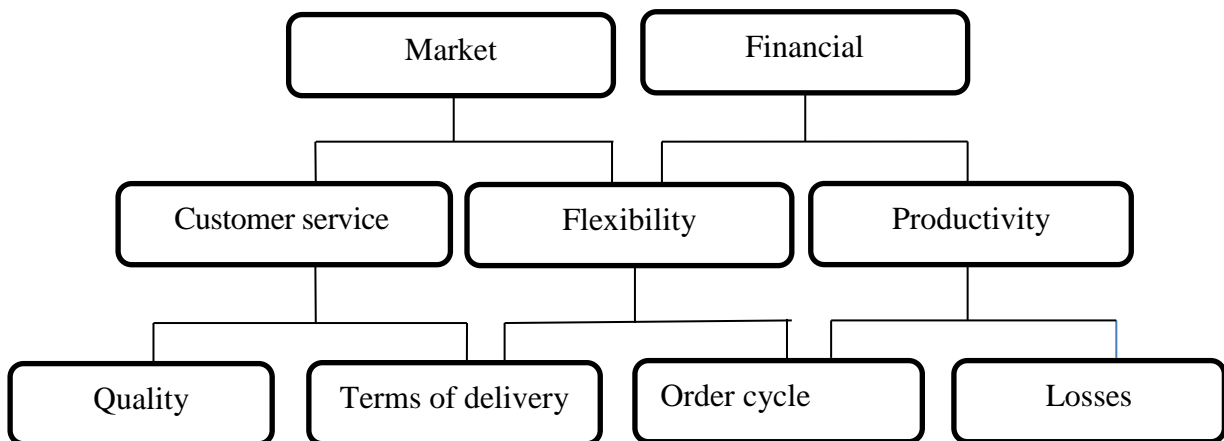 Market
Financial
Customer service
Flexibility
Productivity
Quality
Terms of delivery
Order cycle
Losses